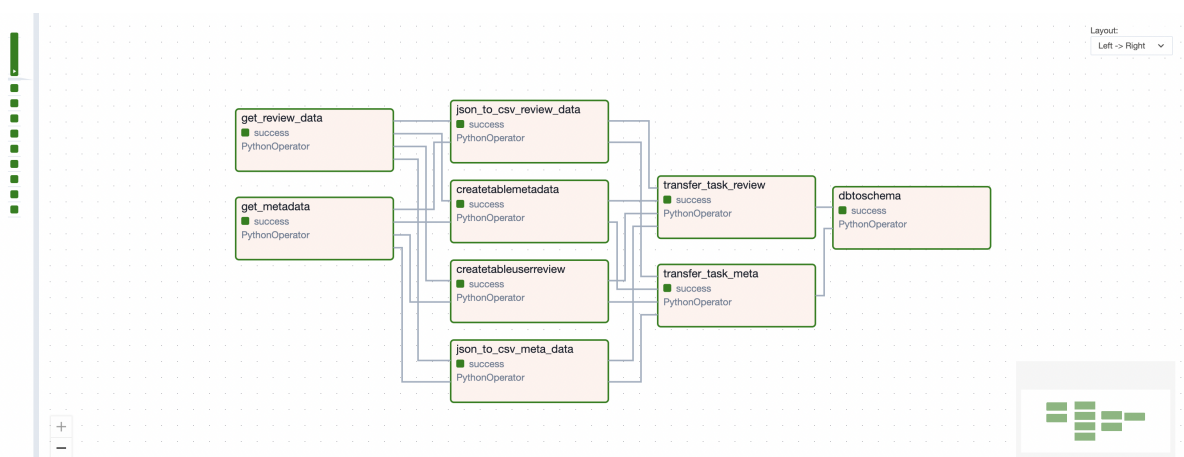 Layout:
Left -> Right
get_review_data
success
PythonOperator
get_metadata
success
PythonOperator
json_to_csv_review_data
success
PythonOperator
createtablemetadata
success
PythonOperator
createtableuserreview
success
PythonOperator
json_to_csv_meta_data
success
PythonOperator
transfer_task_review
success
PythonOperator
transfer_task_meta
success
PythonOperator
dbtoschema
success
PythonOperator